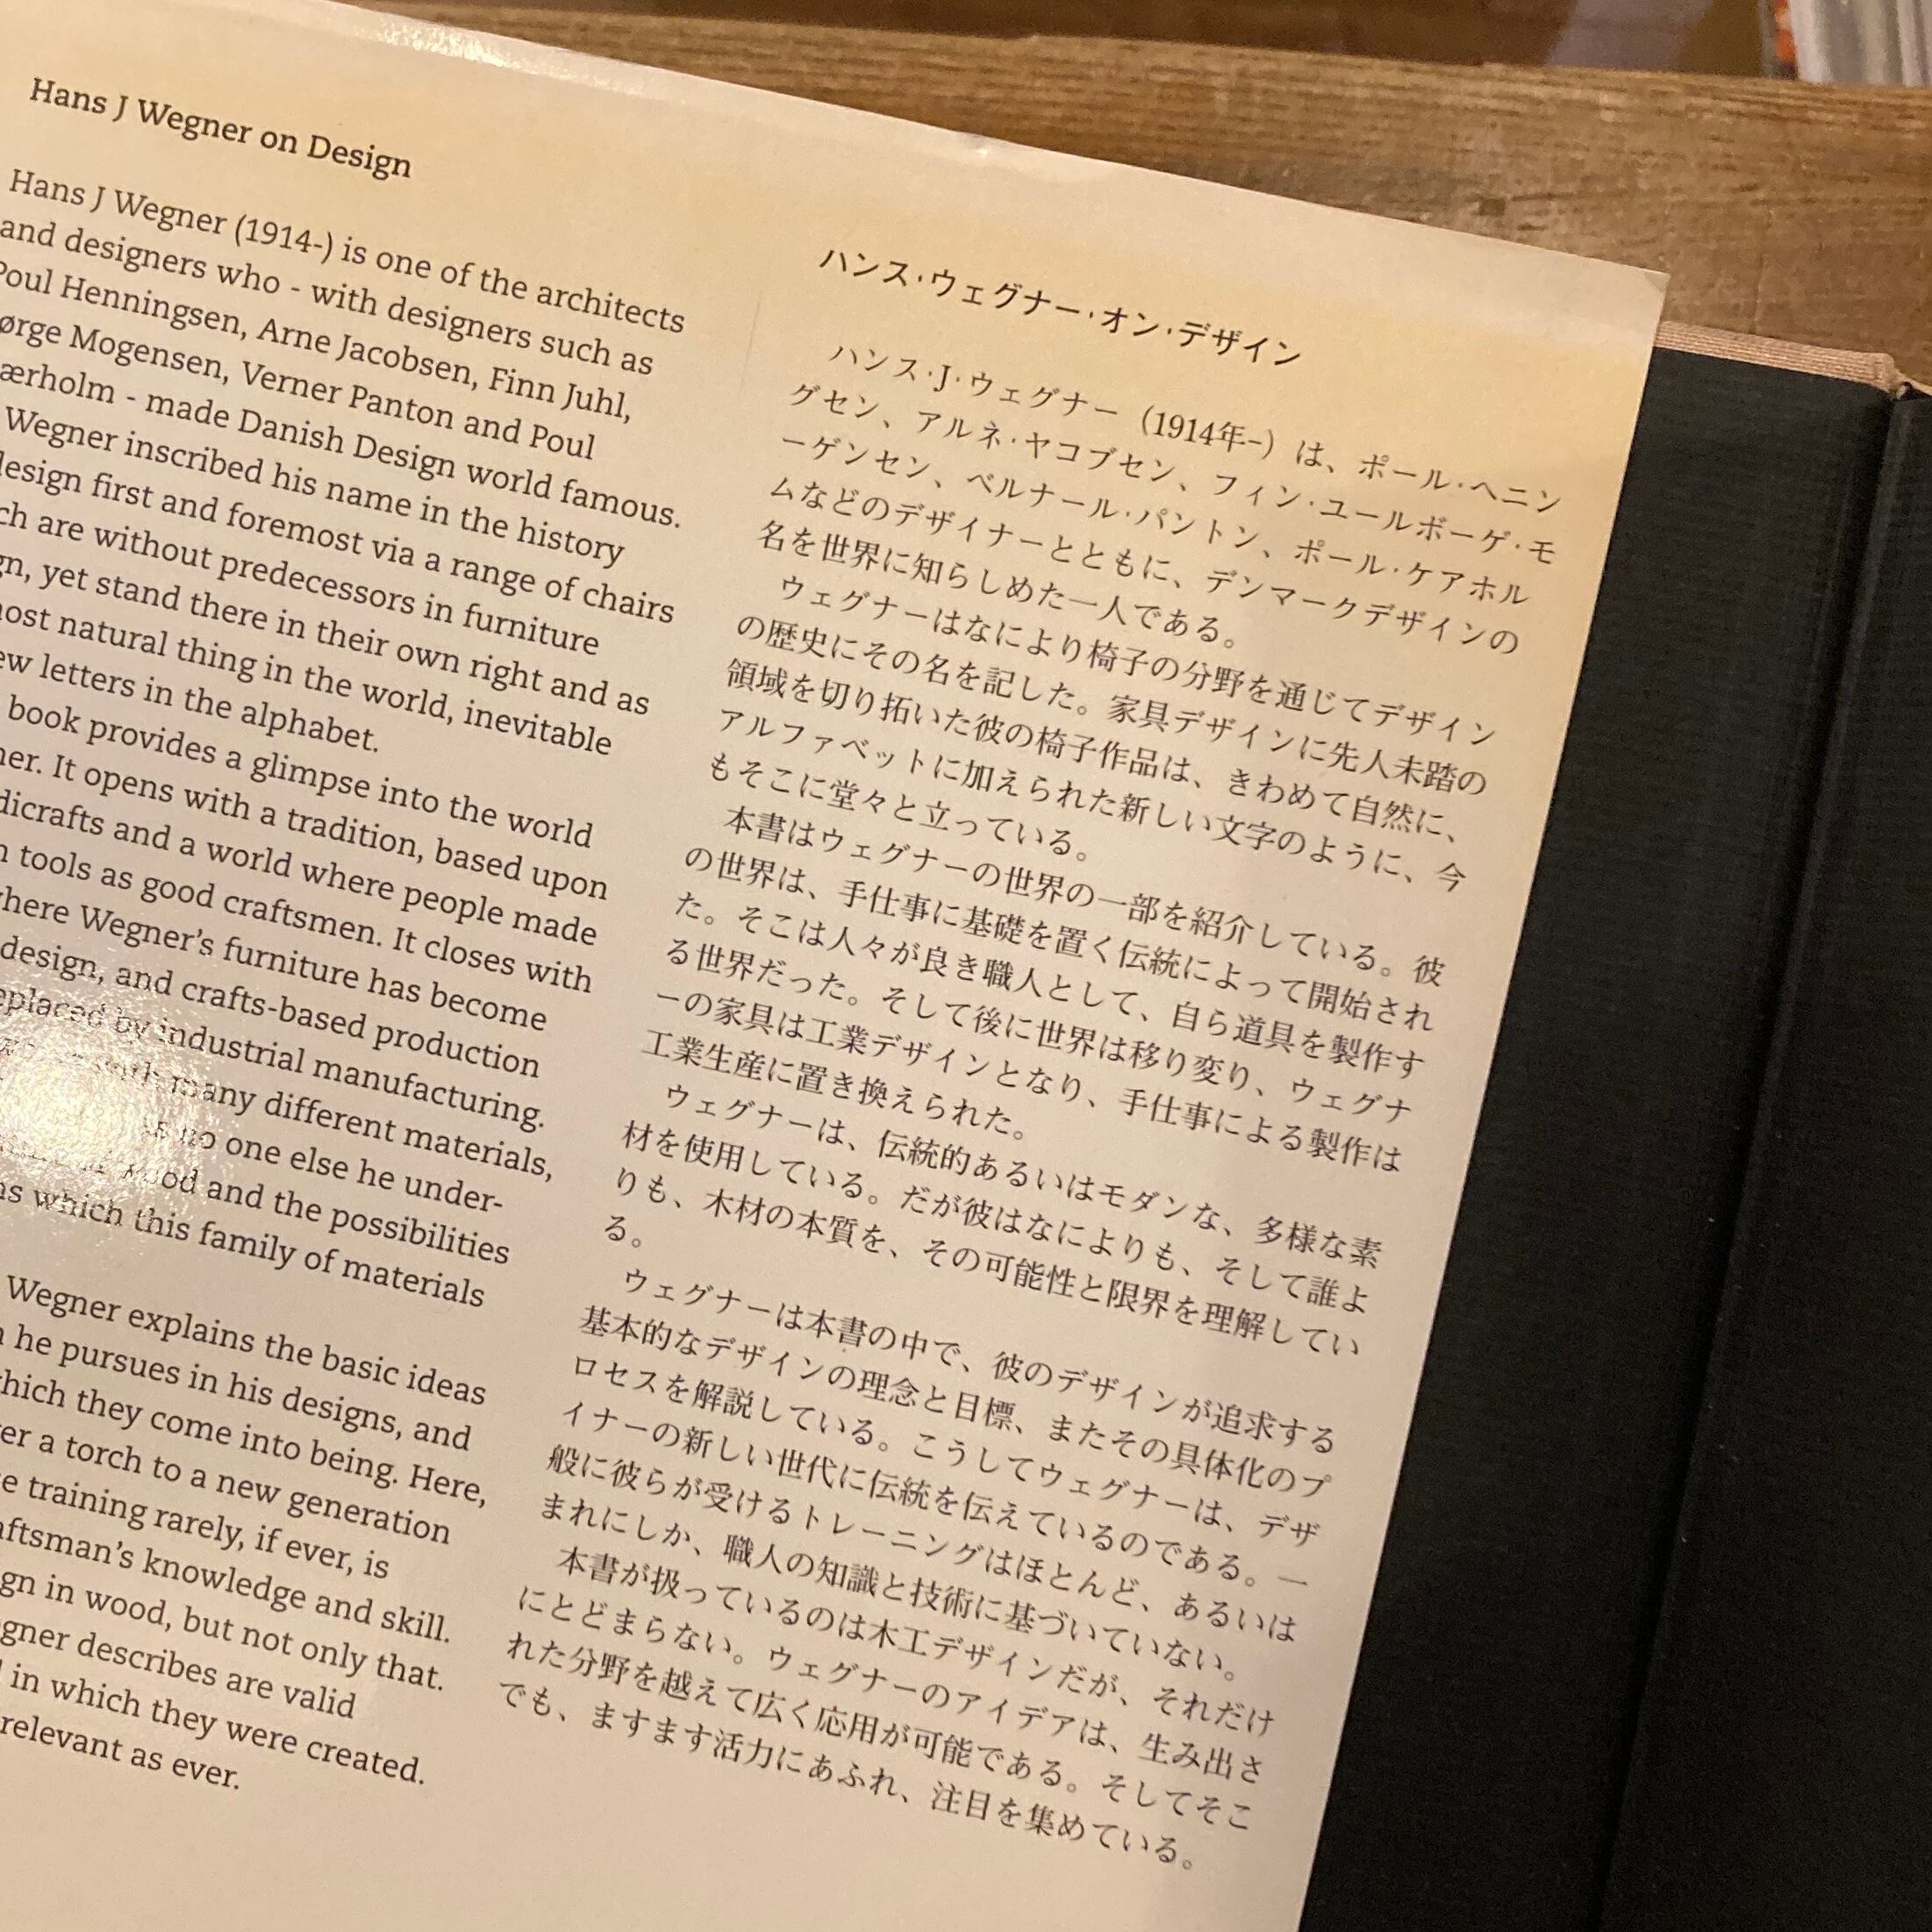 Hans J Wegner on Design
Hans J Wegner (1914-) is one of the architects
and designers who - with designers such as
Poul Henningsen, Arne Jacobsen, Finn Juhl,
Mogensen, Verner Panton and Poul
- made Danish Design world famous.
Wegner inscribed his name in the history
design first and foremost via a range of chairs
are without predecessors in furniture
yet stand there in their own right and as
natural thing in the world, inevitable
letters in the alphabet.
book provides a glimpse into the world
It opens with a tradition, based upon
and a world where people made
tools as good craftsmen. It closes with
where Wegner's furniture has become
design, and crafts-based production
replaced by industrial manufacturing.
with many different materials,
as no one else he under-
wood and the possibilities
which this family of materials
Wegner explains the basic ideas
he pursues in his designs, and
which they come into being. Here,
a torch to a new generation
training rarely, if ever, is
knowledge and skill.
in wood, but not only that.
describes are valid
in which they were created.
relevant as ever.
ハンス・ウェグナー・オン・デザイン
ハンス・J・ウェグナー（1914年-）は、ポール・ヘニン
グセン、アルネ・ヤコブセン、フィン・ユールボーゲ・モ
ーゲンセン、ベルナール・パントン、ポール・ケアホル
ムなどのデザイナーとともに、デンマークデザインの
名を世界に知らしめた一人である。
ウェグナーはなにより椅子の分野を通じてデザイン
の歴史にその名を記した。家具デザインに先人未踏の
領域を切り拓いた彼の椅子作品は、きわめて自然に、
アルファベットに加えられた新しい文字のように、今
もそこに堂々と立っている。
本書はウェグナーの世界の一部を紹介している。彼
の世界は、手仕事に基礎を置く伝統によって開始され
た。そこは人々が良き職人として、自ら道具を製作す
る世界だった。そして後に世界は移り変り、ウェグナ
ーの家具は工業デザインとなり、手仕事による製作は
工業生産に置き換えられた。
ウェグナーは、伝統的あるいはモダンな、多様な素
材を使用している。だが彼はなによりも、そして誰よ
りも、木材の本質を、その可能性と限界を理解してい
る。
ウェグナーは本書の中で、彼のデザインが追求する
基本的なデザインの理念と目標、またその具体化のプ
ロセスを解説している。こうしてウェグナーは、デザ
イナーの新しい世代に伝統を伝えているのである。一
般に彼らが受けるトレーニングはほとんど、あるいは
まれにしか、職人の知識と技術に基づいていない。
本書が扱っているのは木工デザインだが、それだけ
にとどまらない。ウェグナーのアイデアは、生み出さ
れた分野を越えて広く応用が可能である。そしてそこ
でも、ますます活力にあふれ、注目を集めている。